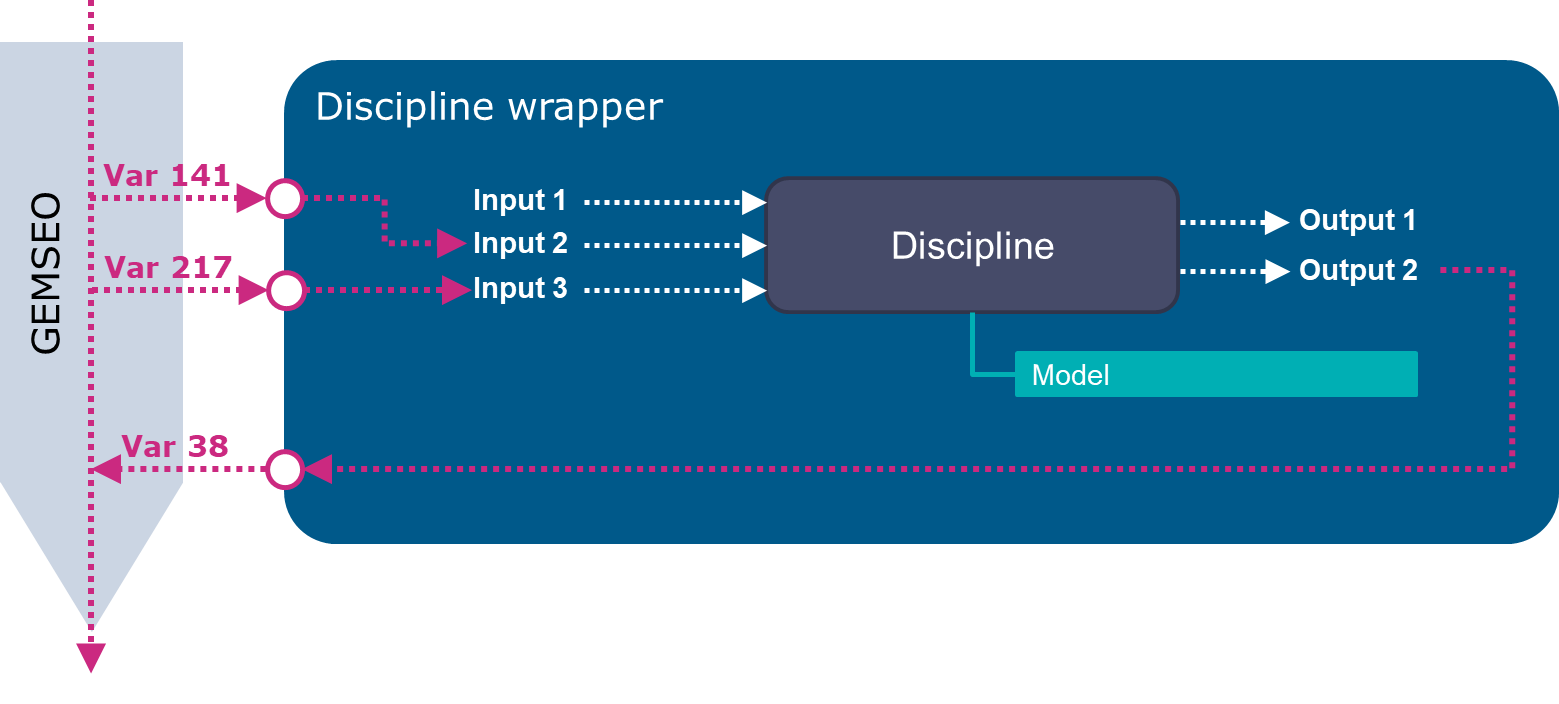 Discipline wrapper
GEMSEO
Var 141
Var 217
Var 38
Input 1
Input 2
Input 3
Discipline
Output 1
Output 2
Model